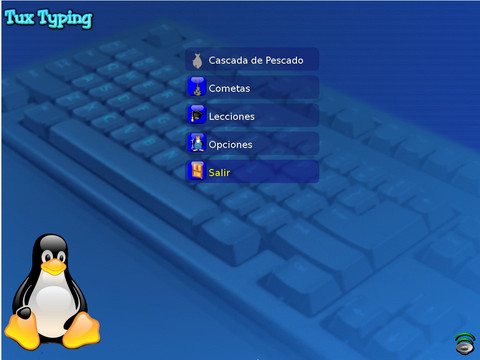 Tux Typing
Cascada de Pescado
Cometas
Lecciones
Opciones
Salir